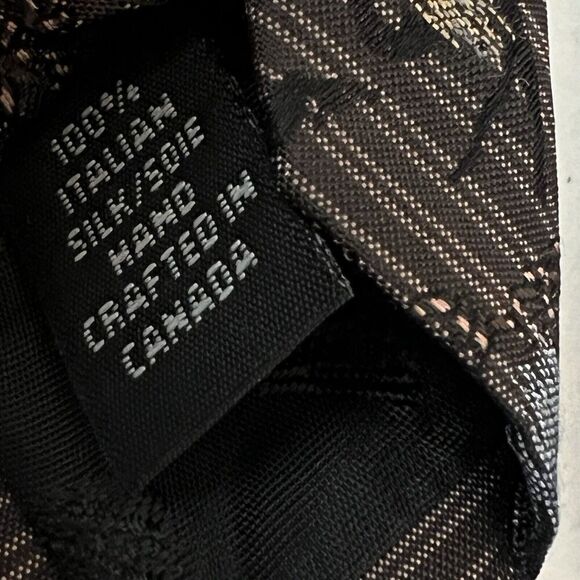 100%
ITALIAN
SILK/SOIE
HAND
CRAFTED IN
CANADA